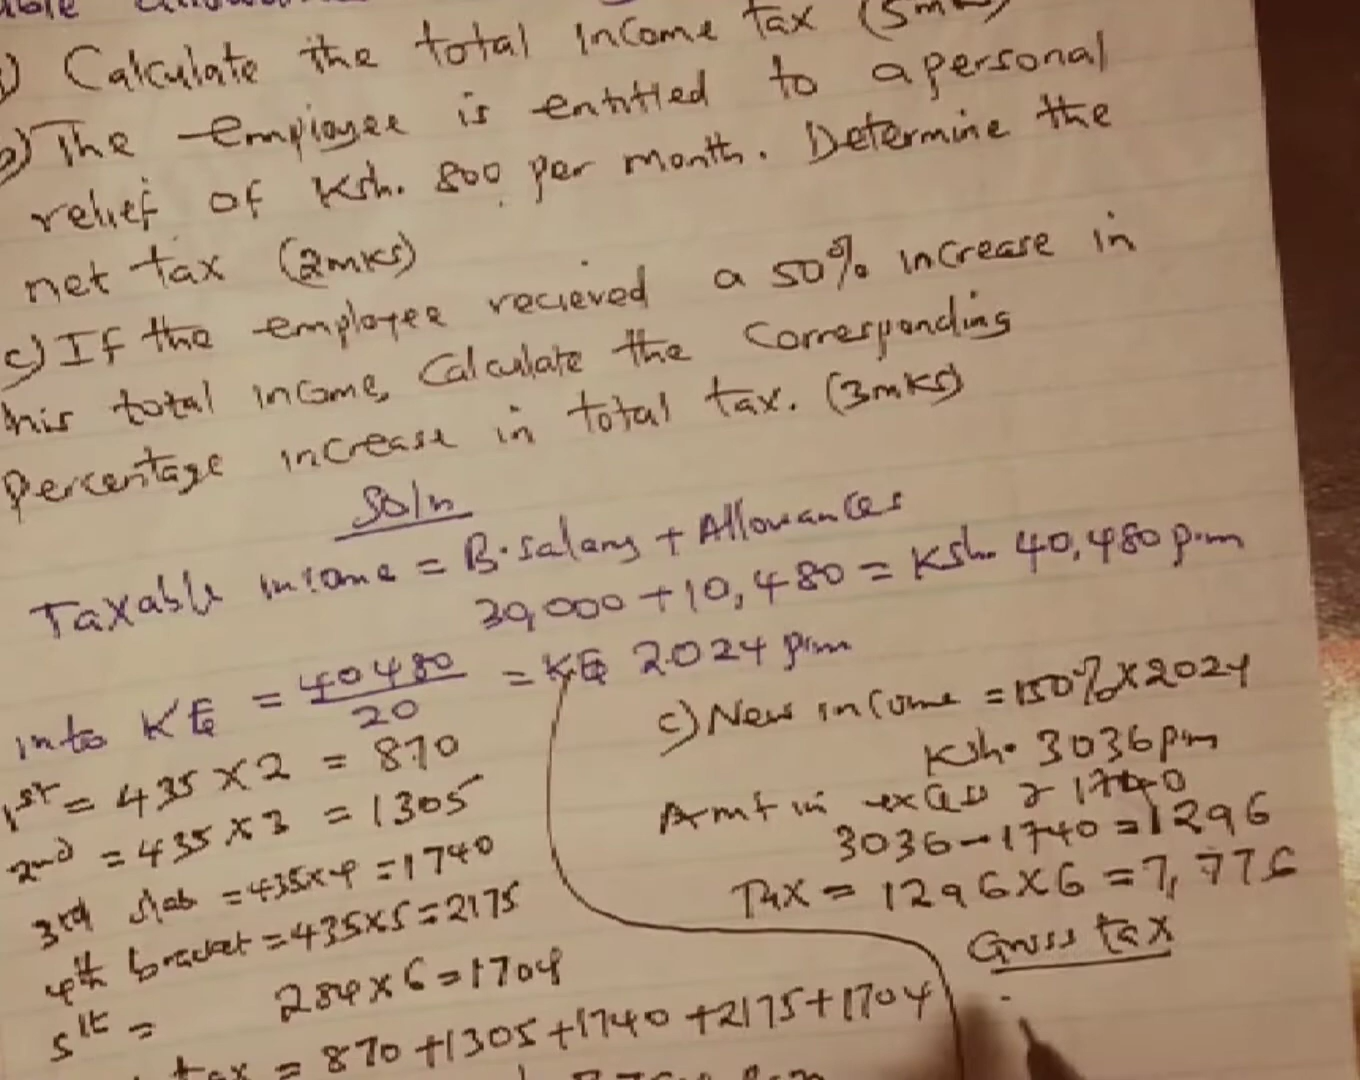 a) Calculate the total income tax (5mks)
b) The employee is entitled to a personal
relief of Ksh. 800 per month. Determine the
net tax (2mks)
c) If the employee recieved a 50% increase in
his total income, Calculate the Corresponding
Percentage increase in total tax. (3mks)
Soln
Taxable income = B. Salary + Allowances
30,000 + 10,480 = Ksh. 40,480 p.m
into K£ = 40480/20 = K£ 2024 p.m
1st = 435 x 2 = 870
2nd = 435 x 3 = 1305
3rd slab = 435x4 = 1740
4th bracket = 435x5 = 2175
5th = 284 x 6 = 1704
tax = 870 + 1305 + 1740 + 2175 + 1704
c) New income = 150% x 2024
Ksh. 3036 pm
Amt in 1740
3036 - 1740 = 1296
Tax = 1296 x 6 = 7,776
Gross tax